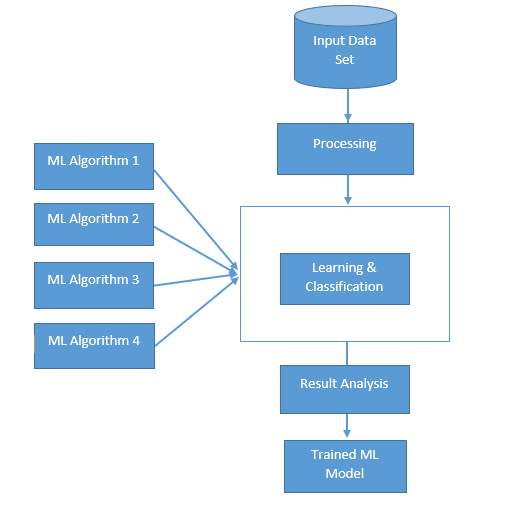 Input Data
Set
Processing
ML Algorithm 1
ML Algorithm 2
ML Algorithm 3
ML Algorithm 4
Learning &
Classification
Result Analysis
Trained ML
Model